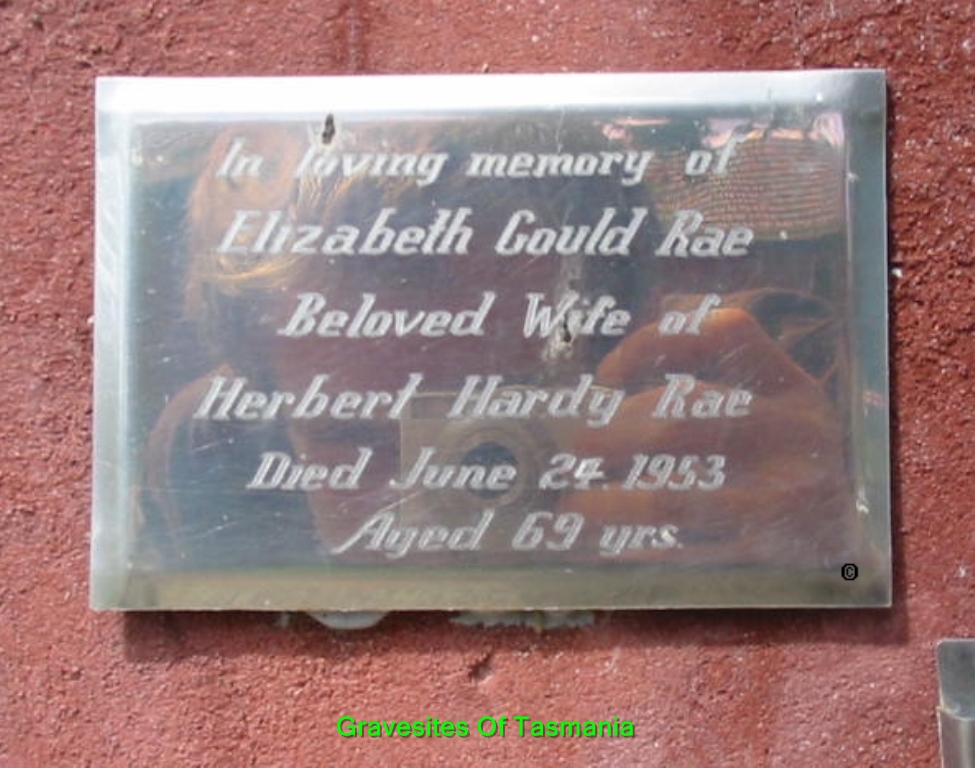 In loving memory of
Elizabeth Gould Rae
Beloved Wife of
Herbert Hardy Rae
Died June 24. 1953
Aged 69 yrs.
©
Gravesites Of Tasmania